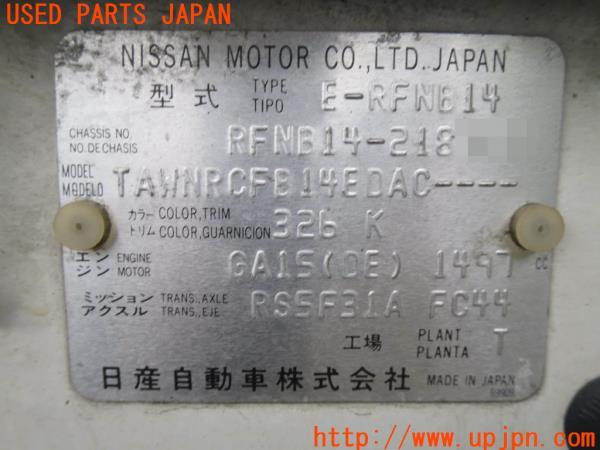 USED PARTS JAPAN
NISSAN MOTOR CO.,LTD.JAPAN
型式 TYPE TIPO E-RFNB14
CHASSIS NO. NO.DE CHASIS RFNB14-218
MODEL MODELO TAWNRCFB14EDAC----
カラー COLOR,TRIM
トリム COLOR,GUARNICION 326 K
エン ENGINE
ジン MOTOR GA15(DE) 1497 CC
ミッション TRANS.,AXLE
アクスル TRANS.,EJE RS5F31A FC44
工場 PLANT PLANTA T
日産自動車株式会社 MADE IN JAPAN
http://www.upjpn.com/